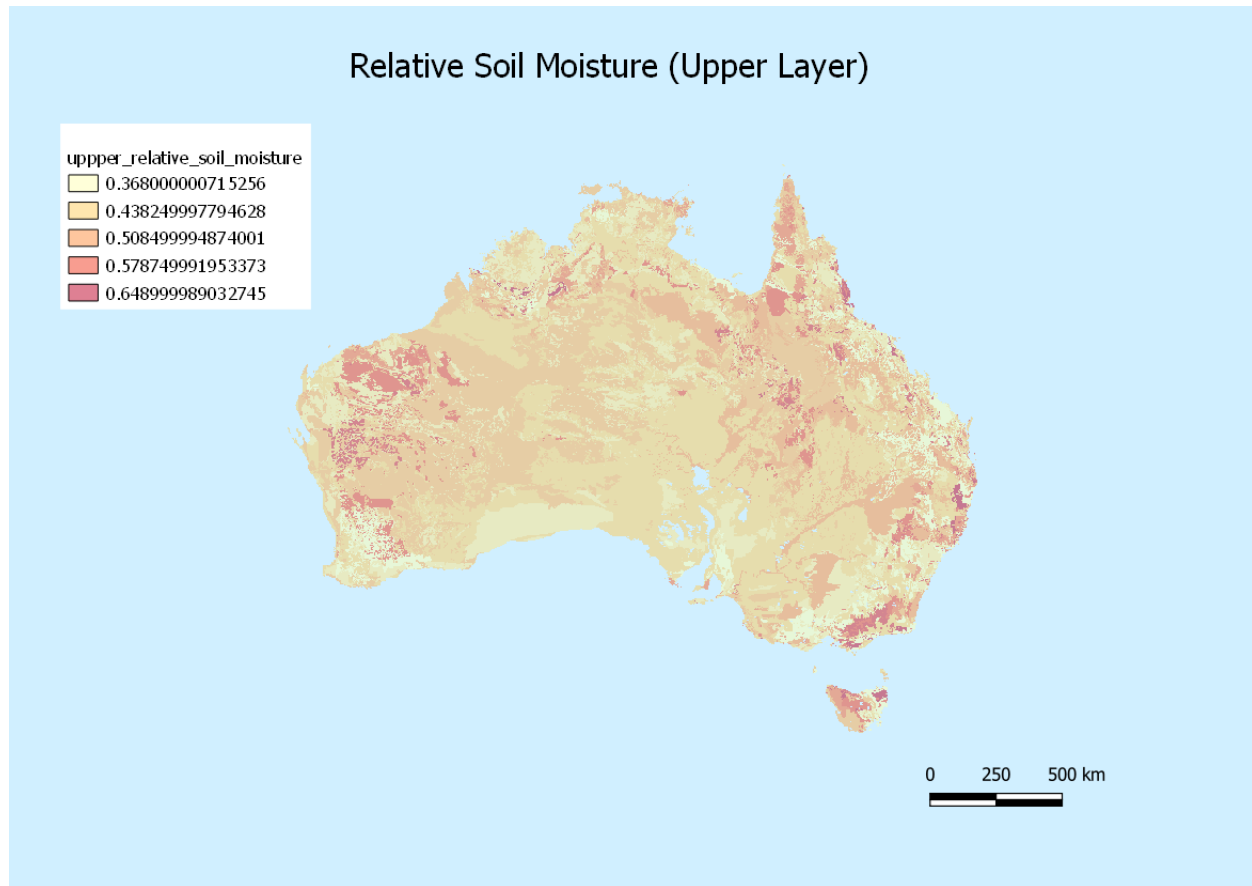 Relative Soil Moisture (Upper Layer)
uppper_relative_soil_moisture
0.368000000715256
0.438249997794628
0.508499994874001
0.578749991953373
0.648999989032745
0 250 500 km